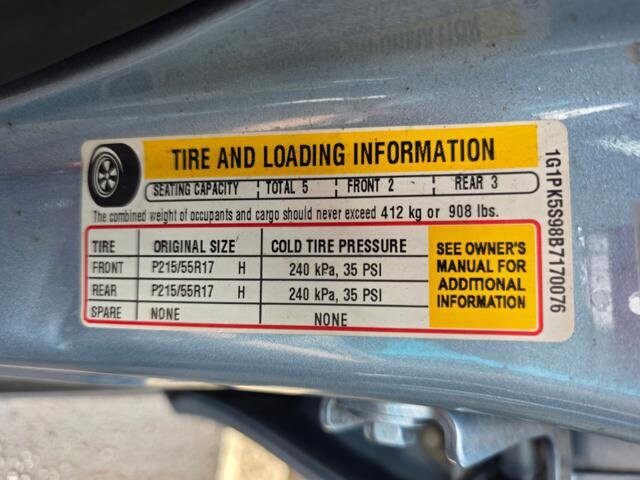 TIRE AND LOADING INFORMATION
SEATING CAPACITY TOTAL 5 FRONT 2 REAR 3
The combined weight of occupants and cargo should never exceed 412 kg or 908 lbs.
TIRE ORIGINAL SIZE COLD TIRE PRESSURE
FRONT P215/55R17 H 240 kPa, 35 PSI
REAR P215/55R17 H 240 kPa, 35 PSI
SPARE NONE NONE
SEE OWNER'S
MANUAL FOR
ADDITIONAL
INFORMATION
1G1PK5S98B7170076